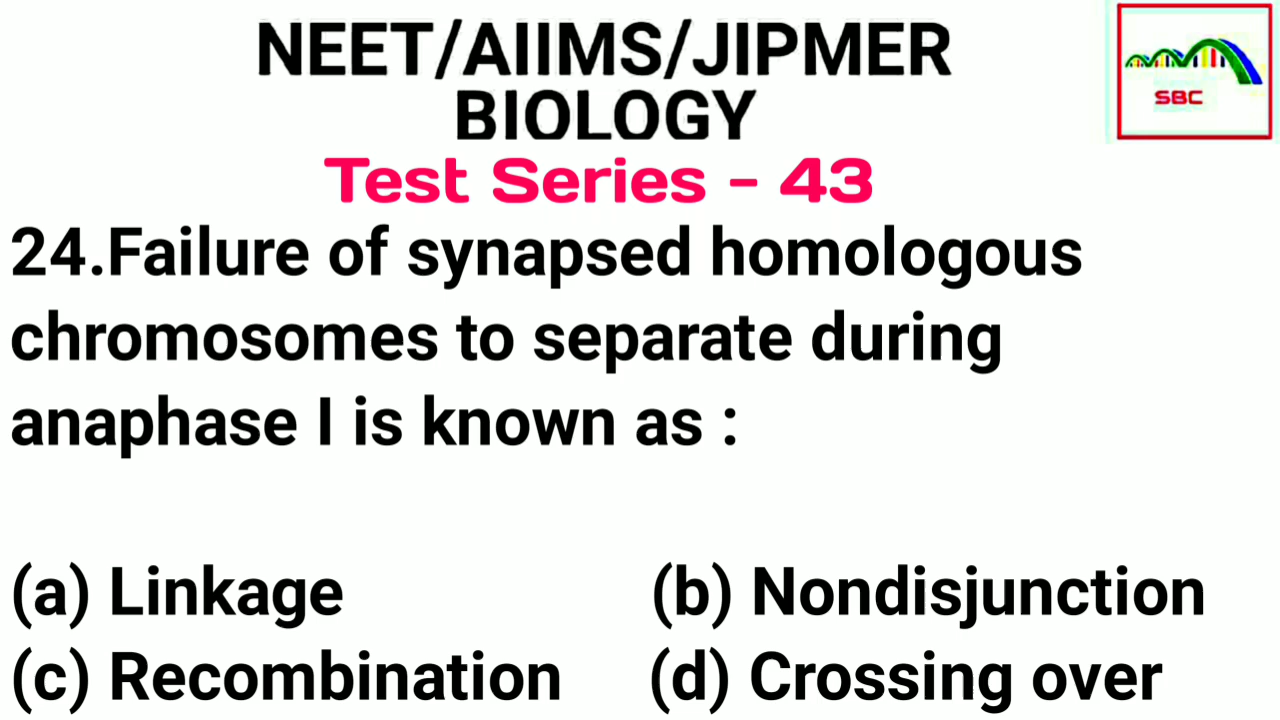 NEET/AIIMS/JIPMER
BIOLOGY
SBC
Test Series - 43
24.Failure of synapsed homologous
chromosomes to separate during
anaphase I is known as :
(a) Linkage (b) Nondisjunction
(c) Recombination (d) Crossing over